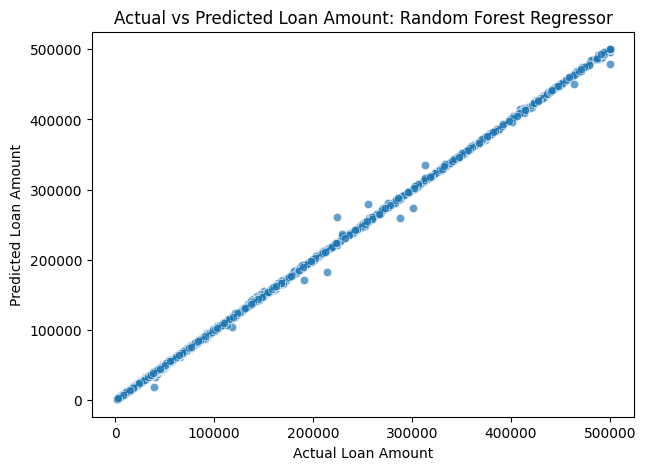 Actual vs Predicted Loan Amount: Random Forest Regressor
500000
400000
300000
200000
100000
0
Predicted Loan Amount
0 100000 200000 300000 400000 500000
Actual Loan Amount